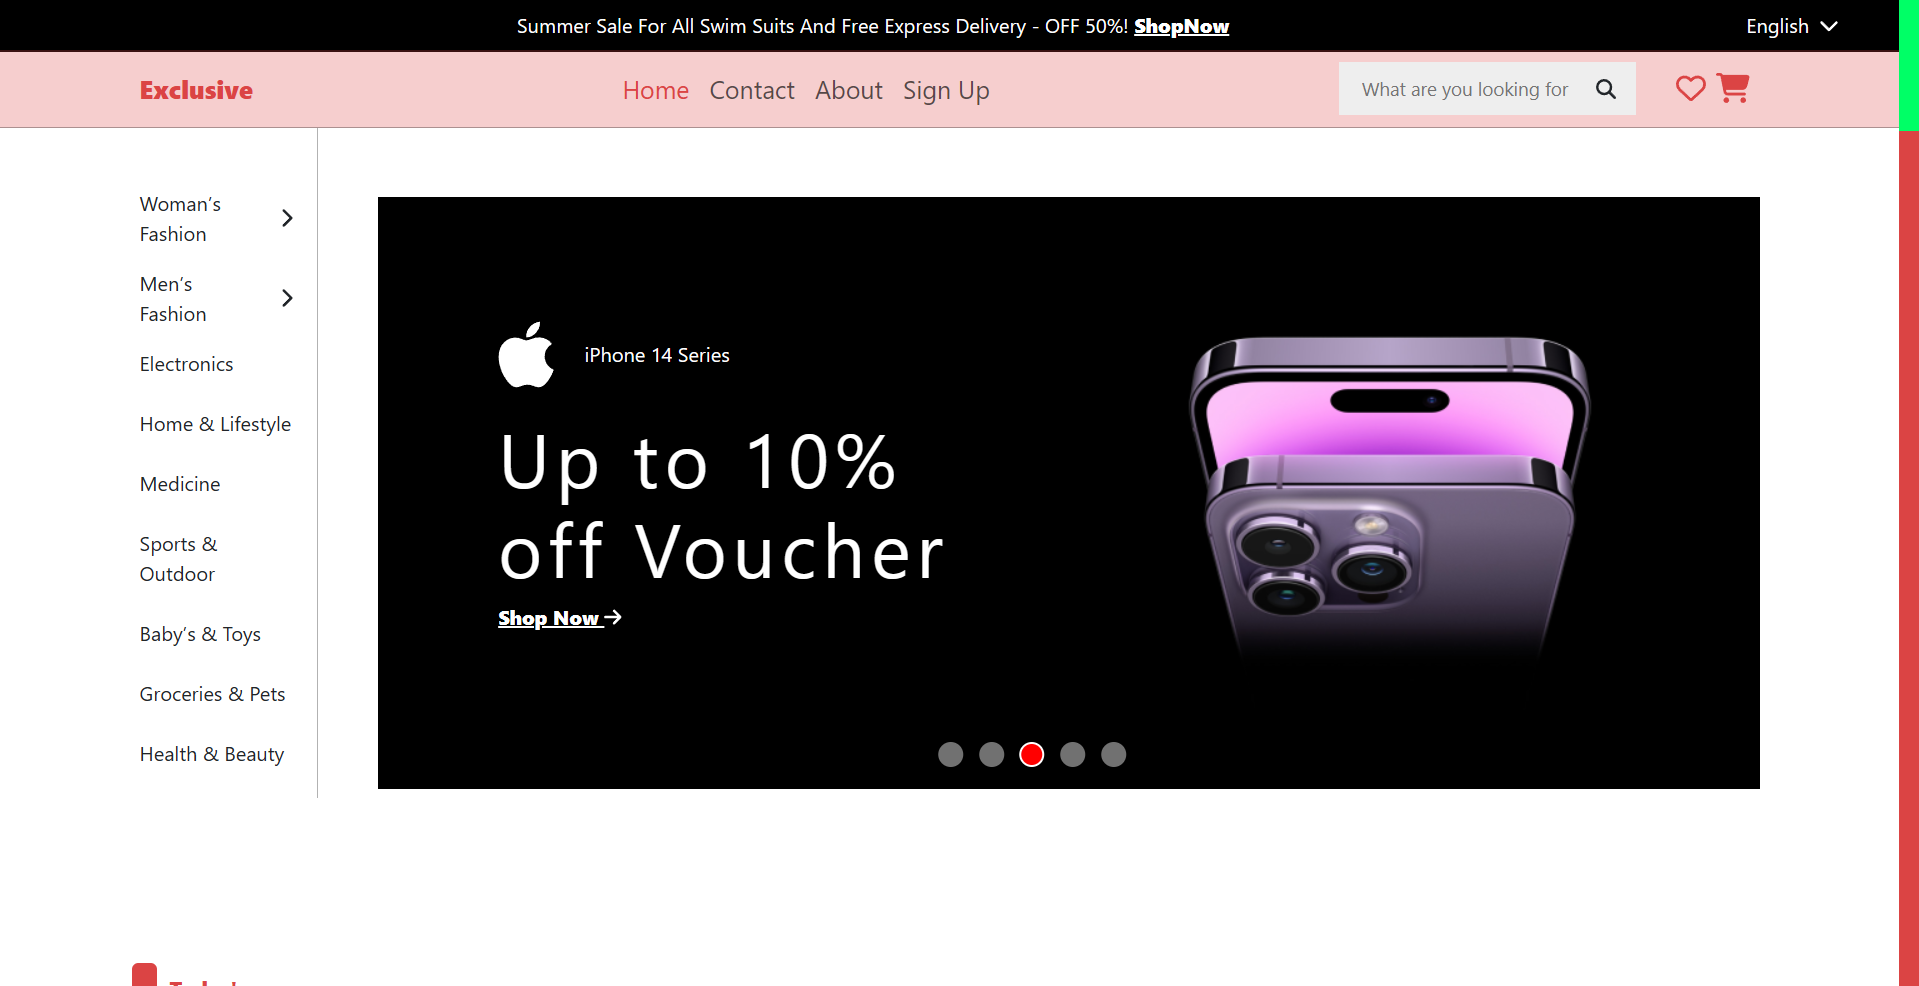 Summer Sale For All Swim Suits And Free Express Delivery - OFF 50%! ShopNow
English
Exclusive
Home Contact About Sign Up
What are you looking for
Woman’s
Fashion
Men’s
Fashion
Electronics
Home & Lifestyle
Medicine
Sports &
Outdoor
Baby’s & Toys
Groceries & Pets
Health & Beauty
iPhone 14 Series
Up to 10%
off Voucher
Shop Now